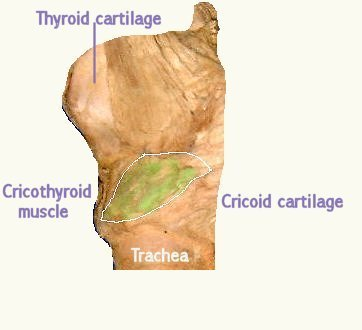 Thyroid cartilage
Cricothyroid
muscle
Cricoid cartilage
Trachea